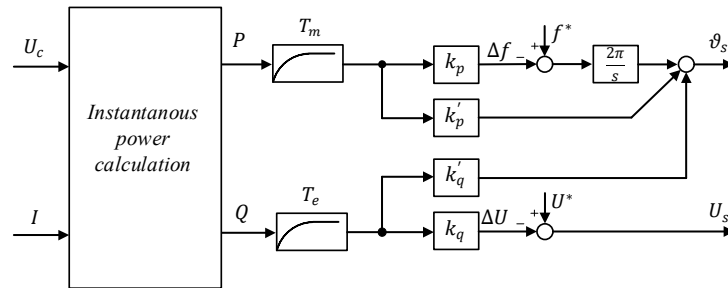 U_c
I
Instantanous
power
calculation
P
Q
T_m
T_e
k_p
k_p'
k_q'
k_q
Δf
−
+
f*
2π
s
ΔU
−
+
U*
ϑ_s
U_s